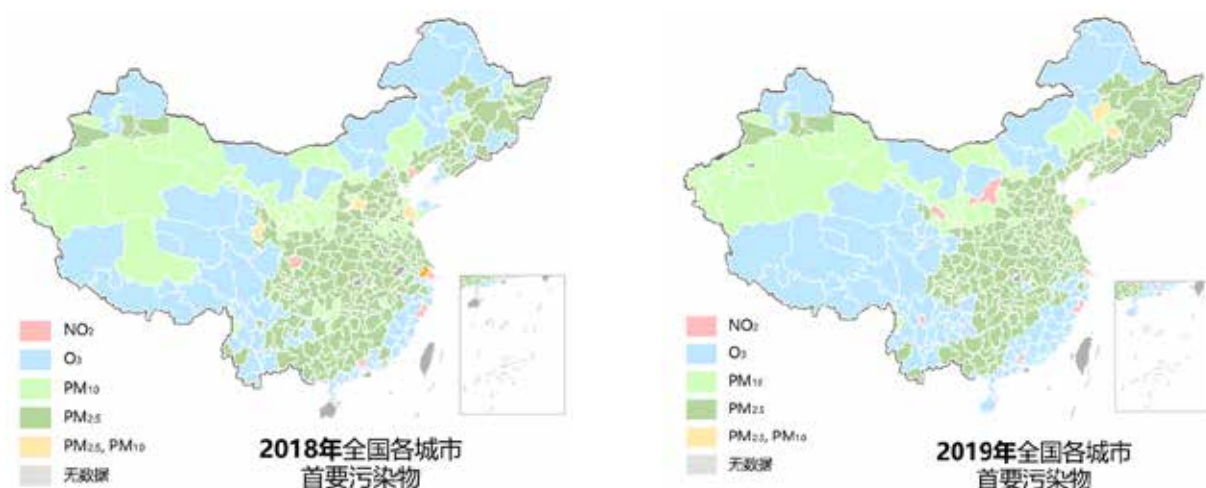 NO₂
O₃
PM₁₀
PM₂.₅
PM₂.₅, PM₁₀
无数据
2018年全国各城市
首要污染物
NO₂
O₃
PM₁₀
PM₂.₅
PM₂.₅, PM₁₀
无数据
2019年全国各城市
首要污染物